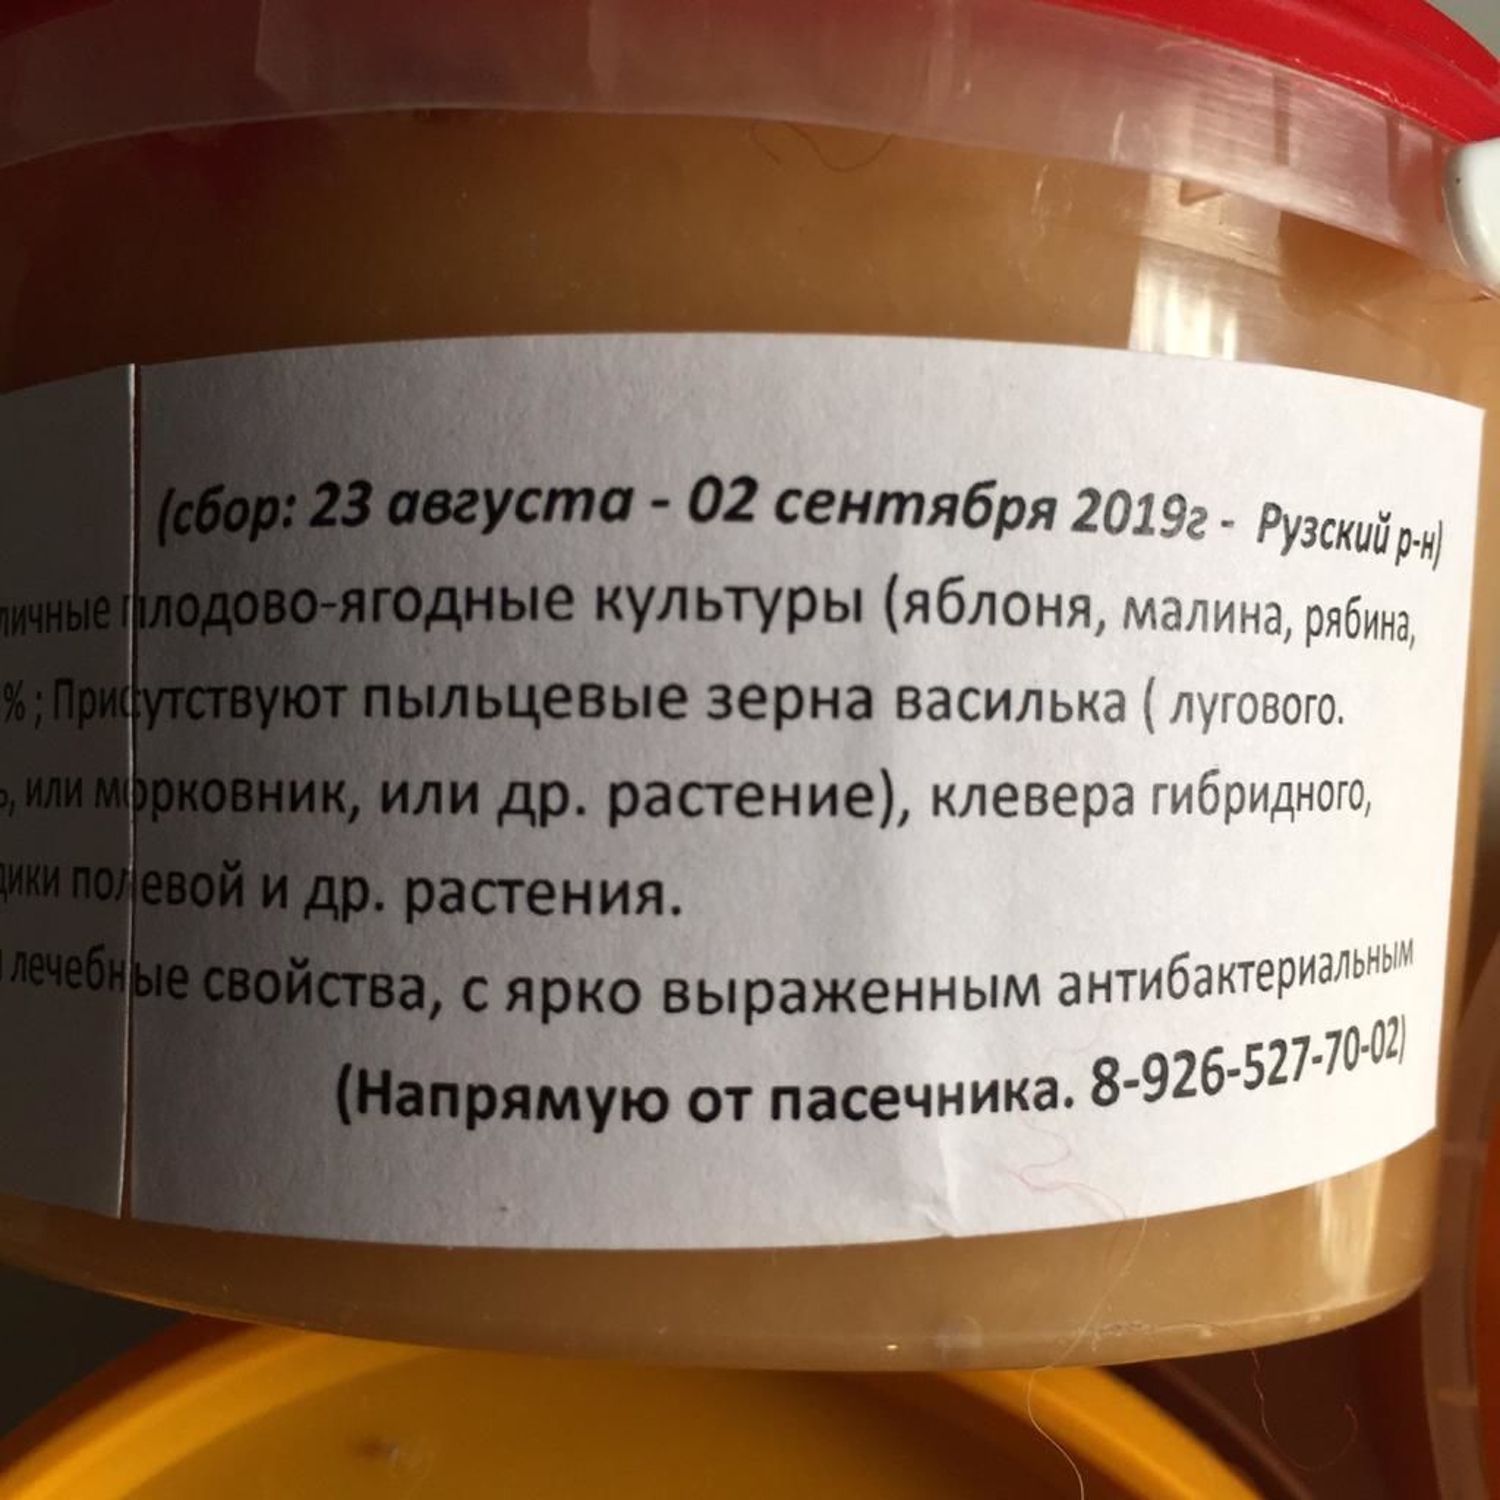 (сбор: 23 августа - 02 сентября 2019г - Рузский р-н)
плодово-ягодные культуры (яблоня, малина, рябина,
% ; Присутствуют пыльцевые зерна василька ( лугового.
или морковник, или др. растение), клевера гибридного,
полевой и др. растения.
лечебные свойства, с ярко выраженным антибактериальным
(Напрямую от пасечника. 8-926-527-70-02)